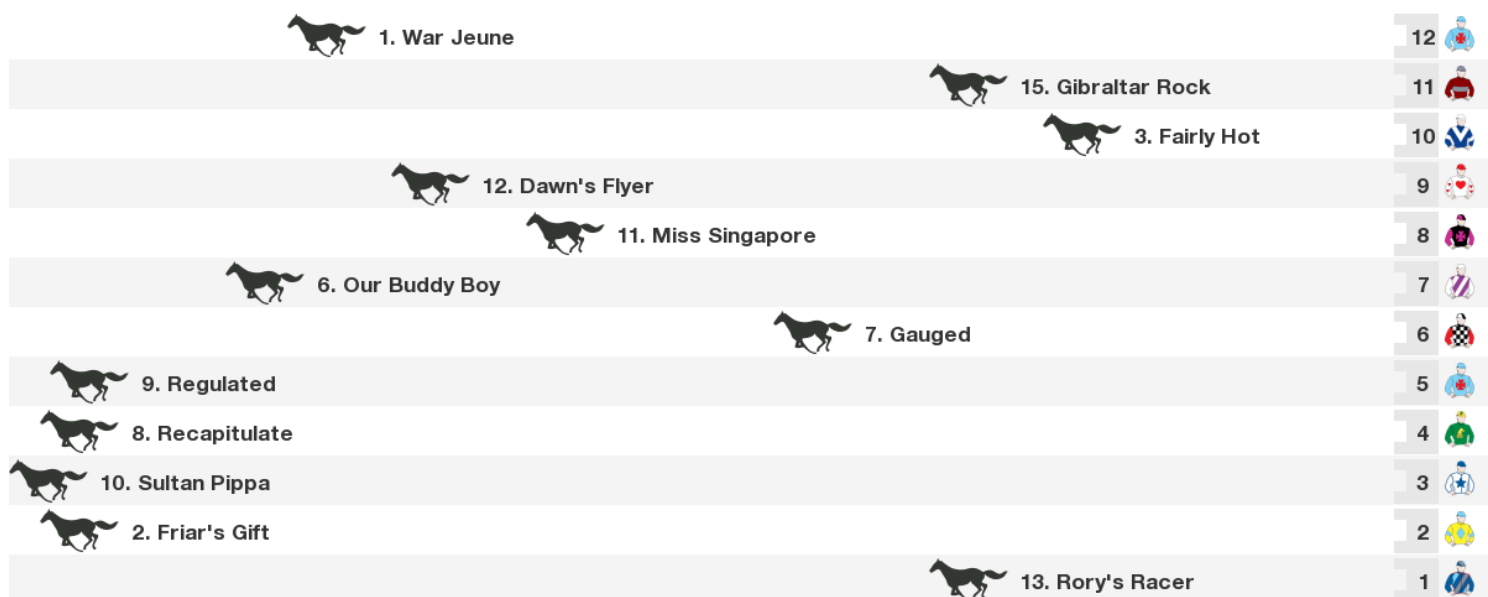 1. War Jeune 12
15. Gibraltar Rock 11
3. Fairly Hot 10
12. Dawn's Flyer 9
11. Miss Singapore 8
6. Our Buddy Boy 7
7. Gauged 6
9. Regulated 5
8. Recapitulate 4
10. Sultan Pippa 3
2. Friar's Gift 2
13. Rory's Racer 1